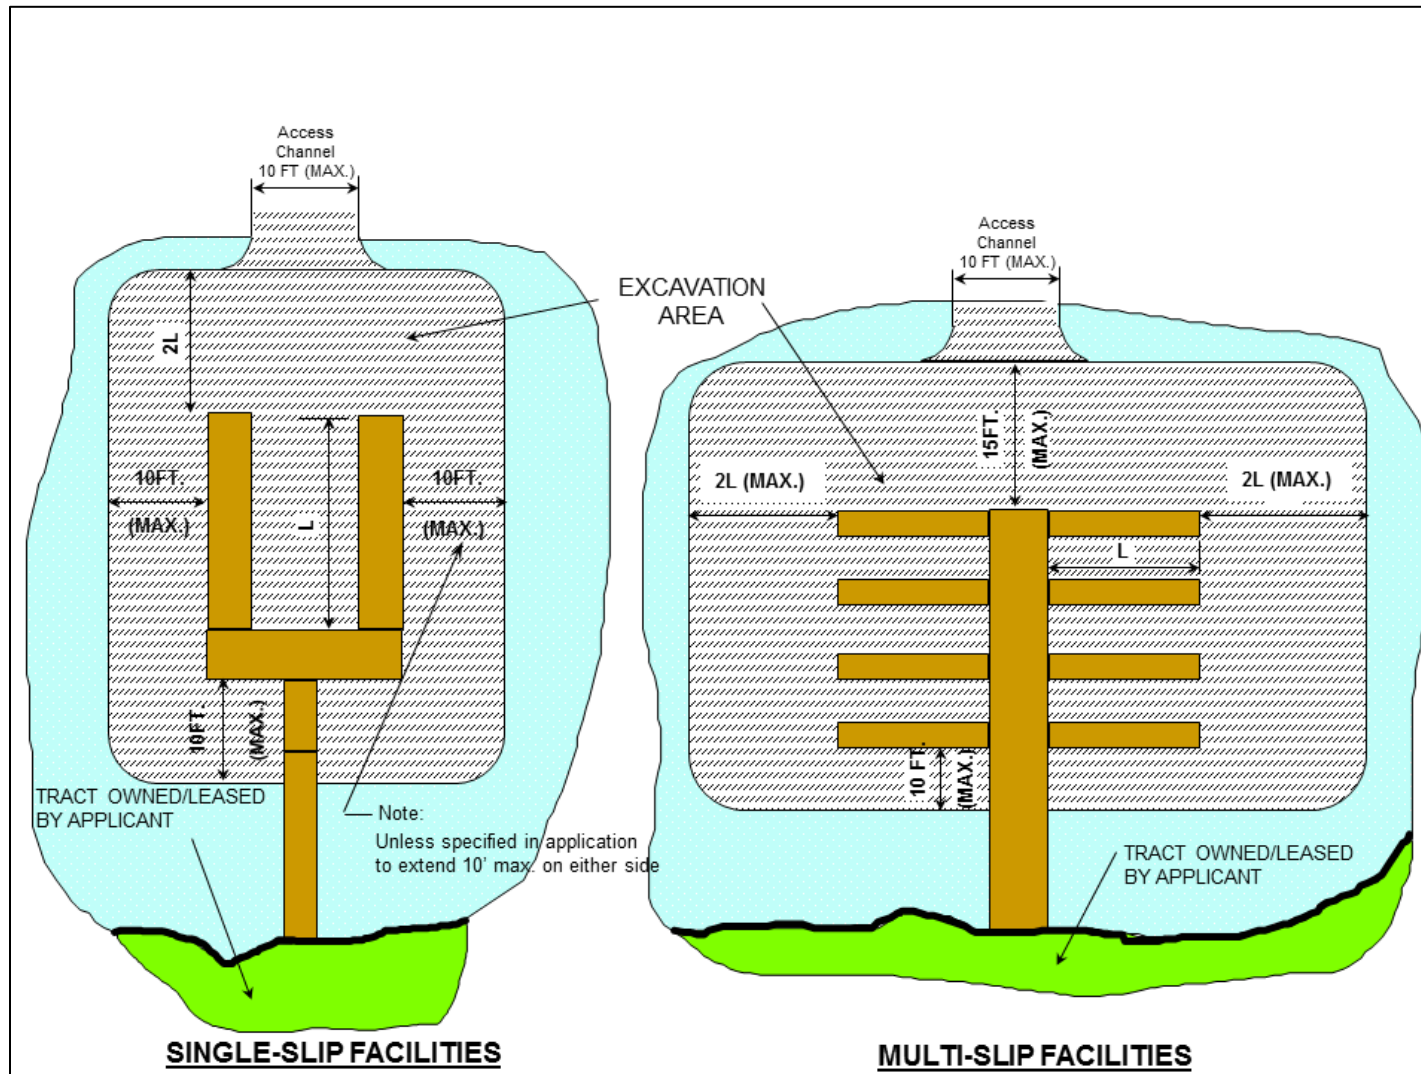 Access
Channel
10 FT (MAX.)
2L
10FT.
(MAX.)
L
10FT.
(MAX.)
10FT.
(MAX.)
TRACT OWNED/LEASED
BY APPLICANT
Note:
Unless specified in application
to extend 10' max. on either side
SINGLE-SLIP FACILITIES
EXCAVATION
AREA
Access
Channel
10 FT (MAX.)
15FT.
(MAX.)
2L (MAX.)
2L (MAX.)
L
10 FT.
(MAX.)
TRACT OWNED/LEASED
BY APPLICANT
MULTI-SLIP FACILITIES